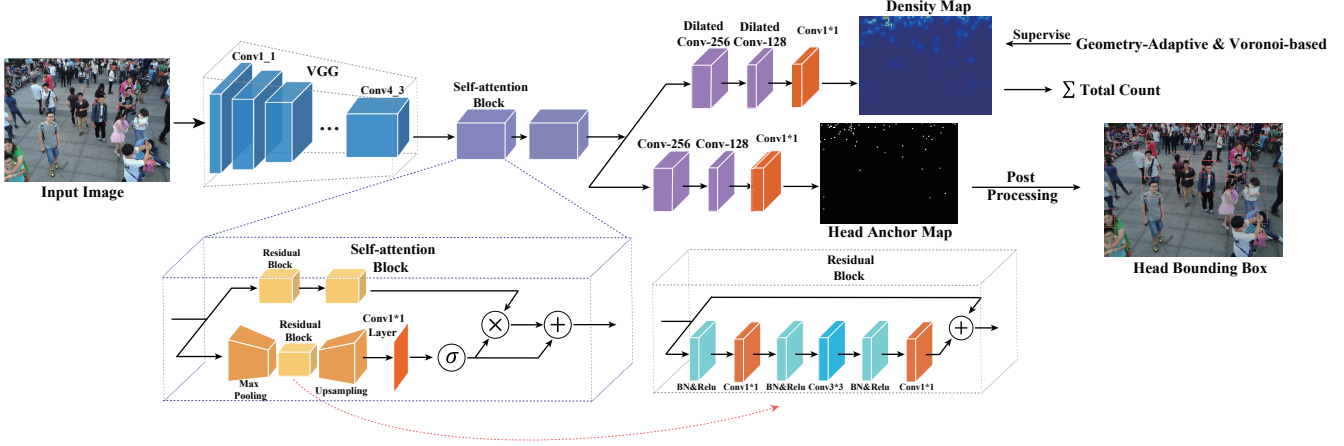 Density Map
Dilated
Conv-256
Dilated
Conv-128
Conv1*1
Supervise
Geometry-Adaptive & Voronoi-based
∑ Total Count
Conv1_1
VGG
Conv4_3
Self-attention
Block
Input Image
Conv-256
Conv-128
Conv1*1
Head Anchor Map
Post
Processing
Head Bounding Box
Self-attention
Block
Residual
Block
Residual
Block
Conv1*1
Layer
Max
Pooling
Upsampling
σ
×
+
Residual
Block
+
BN&Relu
Conv1*1
BN&Relu
Conv3*3
BN&Relu
Conv1*1